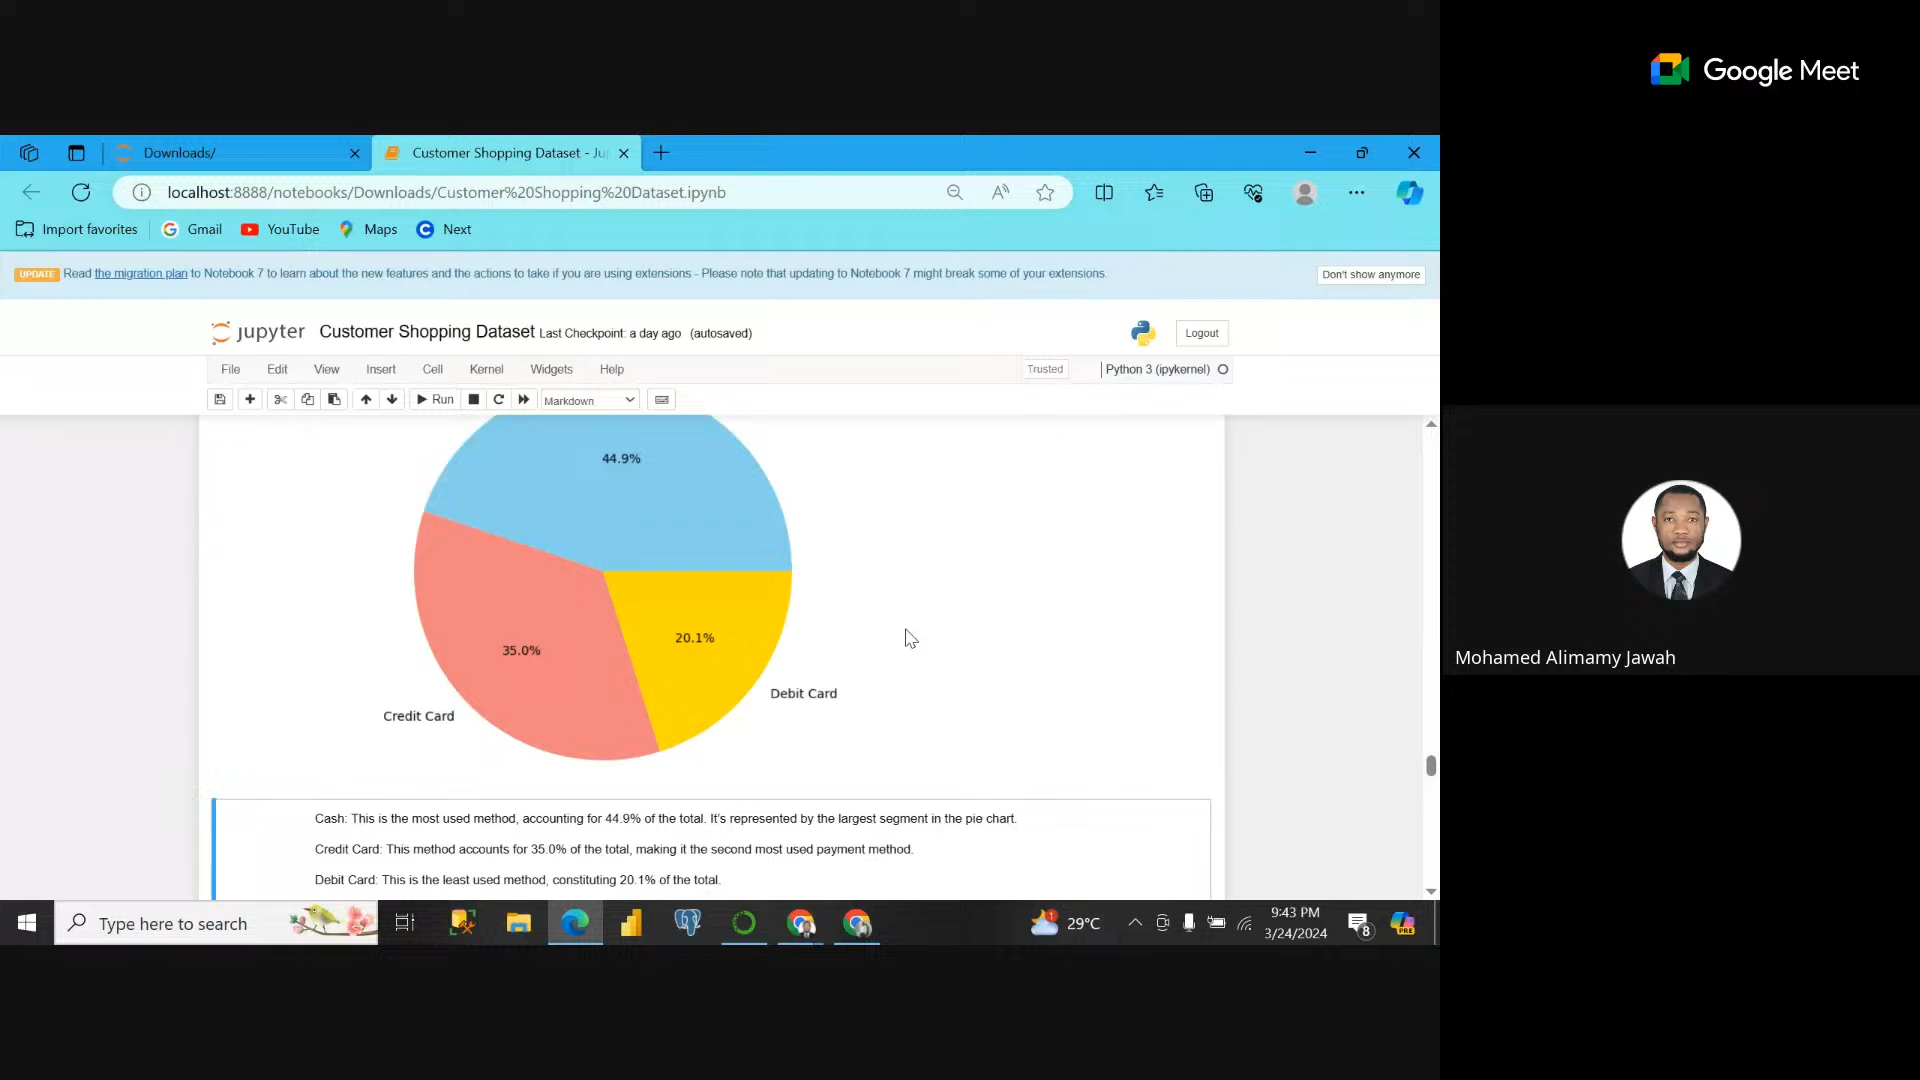 Google Meet
Downloads/
Customer Shopping Dataset - Ju
localhost:8888/notebooks/Downloads/Customer%20Shopping%20Dataset.ipynb
Import favorites
Gmail
YouTube
Maps
Next
UPDATE Read the migration plan to Notebook 7 to learn about the new features and the actions to take if you are using extensions - Please note that updating to Notebook 7 might break some of your extensions.
Don't show anymore
jupyter Customer Shopping Dataset Last Checkpoint: a day ago (autosaved)
Logout
File Edit View Insert Cell Kernel Widgets Help
Trusted
Python 3 (ipykernel)
Run
Markdown
44.9%
35.0%
20.1%
Debit Card
Credit Card
Mohamed Alimamy Jawah
Cash: This is the most used method, accounting for 44.9% of the total. It's represented by the largest segment in the pie chart.
Credit Card: This method accounts for 35.0% of the total, making it the second most used payment method.
Debit Card: This is the least used method, constituting 20.1% of the total.
Type here to search
1
29°C
9:43 PM
3/24/2024
8
PRE